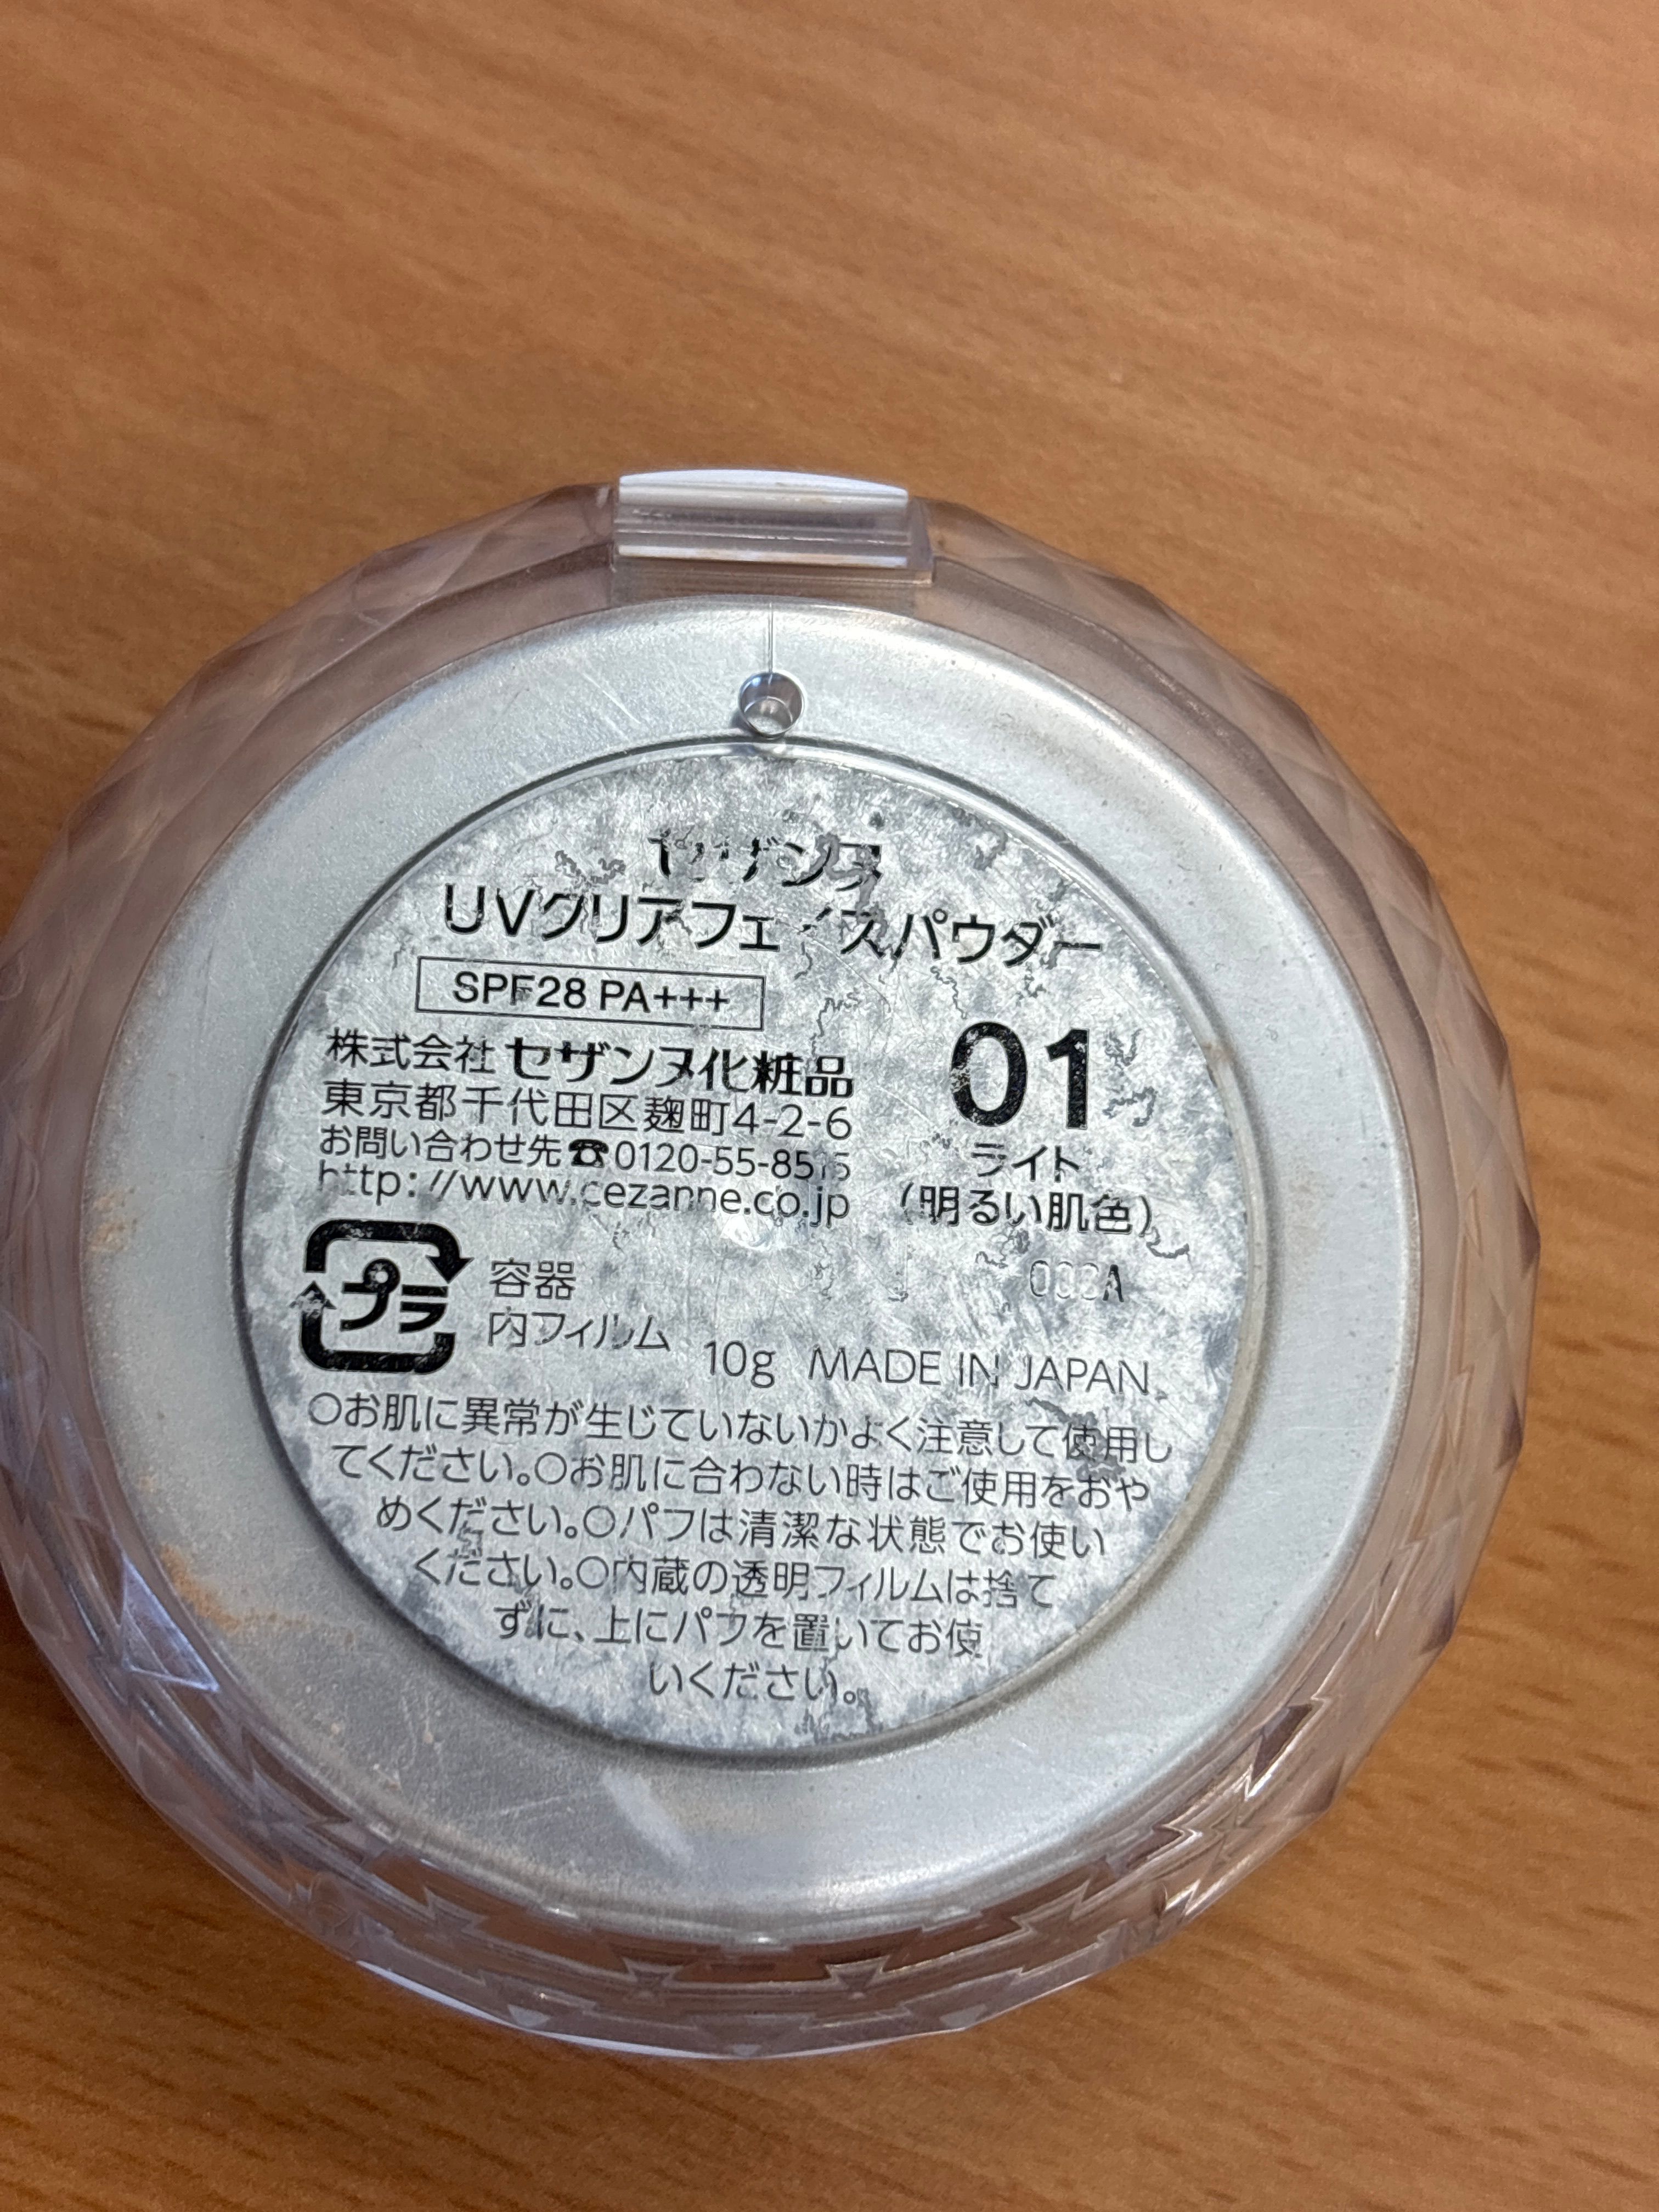 セザンヌ
UVクリアフェイスパウダー
SPF28 PA+++
株式会社 セザンヌ化粧品
東京都千代田区麹町4-2-6
お問い合わせ先☎0120-55-8515
http://www.cezanne.co.jp
01
ライト
(明るい肌色)
プラ
容器
内フィルム
10g MADE IN JAPAN
○お肌に異常が生じていないかよく注意して使用し
てください。○お肌に合わない時はご使用をおや
めください。○パフは清潔な状態でお使い
ください。○内蔵の透明フィルムは捨て
ずに、上にパフを置いてお使
いください。